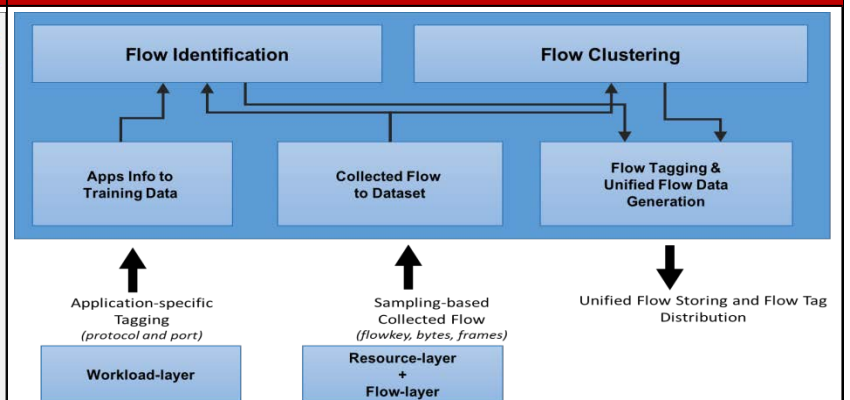 Flow Identification
Flow Clustering
Apps Info to
Training Data
Collected Flow
to Dataset
Flow Tagging &
Unified Flow Data
Generation
Application-specific
Tagging
(protocol and port)
Sampling-based
Collected Flow
(flowkey, bytes, frames)
Unified Flow Storing and Flow Tag
Distribution
Workload-layer
Resource-layer
+
Flow-layer